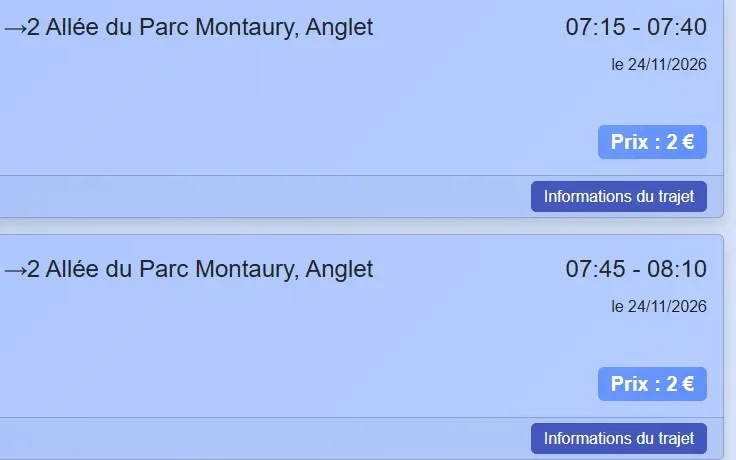 →2 Allée du Parc Montaury, Anglet 07:15 - 07:40
le 24/11/2026
Prix : 2 €
Informations du trajet
→2 Allée du Parc Montaury, Anglet 07:45 - 08:10
le 24/11/2026
Prix : 2 €
Informations du trajet